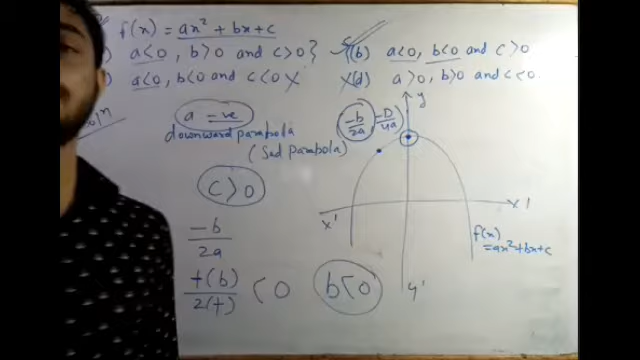 f(x) = ax² + bx + c
) a<0, b>0 and c>0} (b) a<0, b<0 and c>0
) a<0, b<0 and c<0 X X(d) a>0, b>0 and c<0
Solⁿ
a = -ve
downward parabola
(Sad Parabola)
(-b/2a, -D/4a)
y
c>0
-b/2a
+(b)/2(+) <0
b<0
x'
x
f(x)
=ax²+bx+c
y'